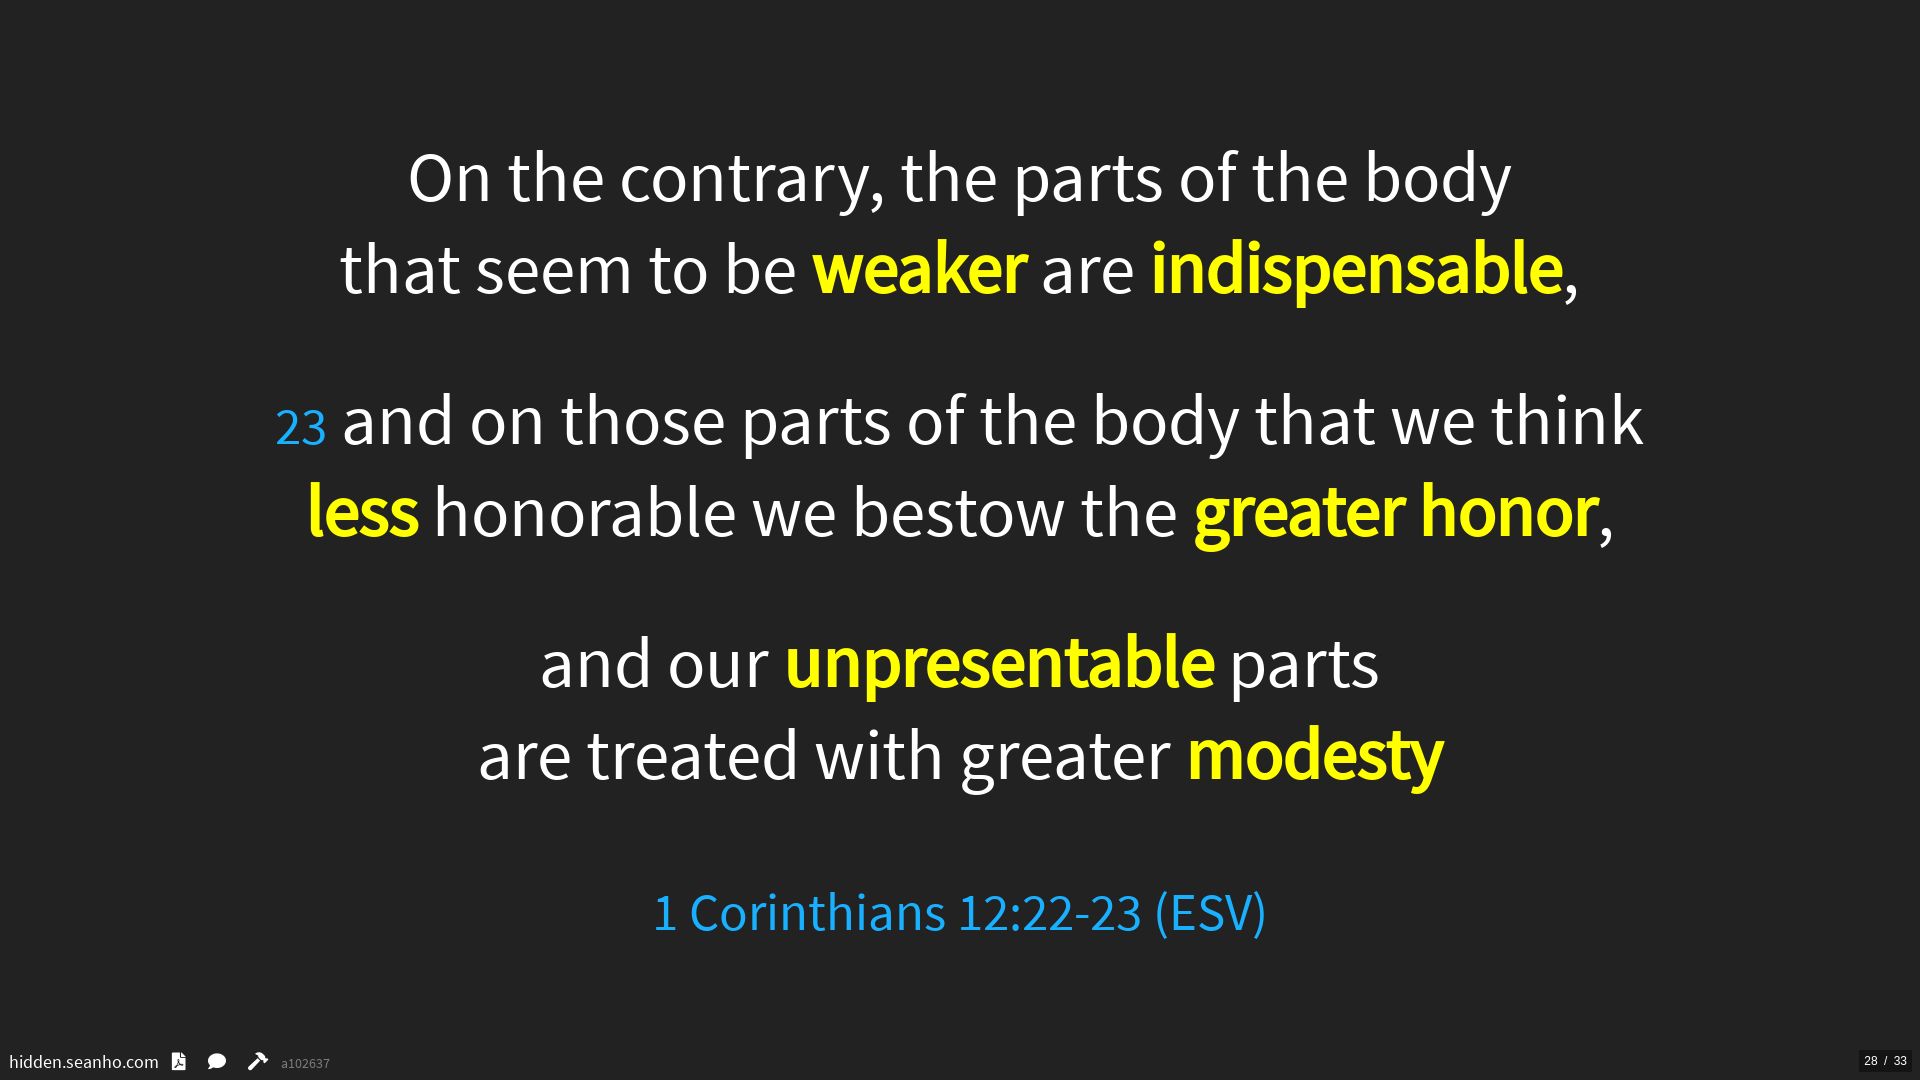 On the contrary, the parts of the body
that seem to be weaker are indispensable,
23 and on those parts of the body that we think
less honorable we bestow the greater honor,
and our unpresentable parts
are treated with greater modesty
1 Corinthians 12:22-23 (ESV)
hidden.seanho.com a102637
28 / 33